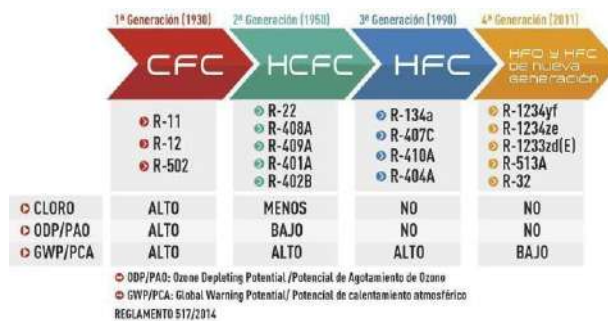 1ª Generación (1930) 2ª Generación (1950) 3ª Generación (1990) 4ª Generación (2011)
CFC HCFC HFC HFO y HFC
de nueva
generación
R-11
R-12
R-502
R-22
R-408A
R-409A
R-401A
R-402B
R-134a
R-407C
R-410A
R-404A
R-1234yf
R-1234ze
R-1233zd(E)
R-513A
R-32
CLORO ALTO MENOS NO NO
ODP/PAO ALTO BAJO NO NO
GWP/PCA ALTO ALTO ALTO BAJO
ODP/PAO: Ozone Depleting Potential /Potencial de Agotamiento de Ozono
GWP/PCA: Global Warning Potential/ Potencial de calentamiento atmosférico
REGLAMENTO 517/2014